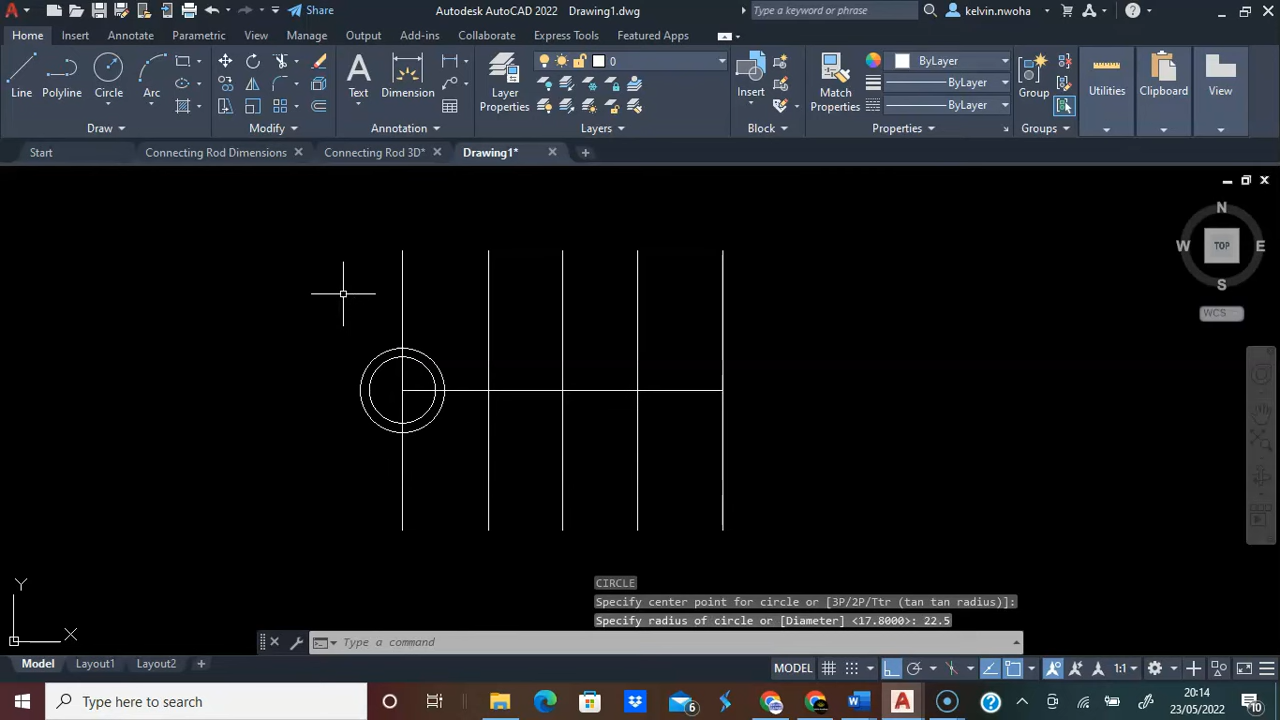 Share
Autodesk AutoCAD 2022 Drawing1.dwg
Type a keyword or phrase
kelvin.nwoha
Home Insert Annotate Parametric View Manage Output Add-ins Collaborate Express Tools Featured Apps
0
ByLayer
ByLayer
ByLayer
Line Polyline Circle Arc
Text Dimension
Layer Properties
Insert
Match Properties
Group
Utilities
Clipboard
View
Draw Modify Annotation Layers Block Properties Groups
Start Connecting Rod Dimensions Connecting Rod 3D* Drawing1*
N
W TOP E
S
WCS
CIRCLE
Specify center point for circle or [3P/2P/Ttr (tan tan radius)]:
Specify radius of circle or [Diameter] <17.8000>: 22.5
Y
X
Type a command
Model Layout1 Layout2
MODEL
1:1
Type here to search
6
W
A
20:14
23/05/2022
10